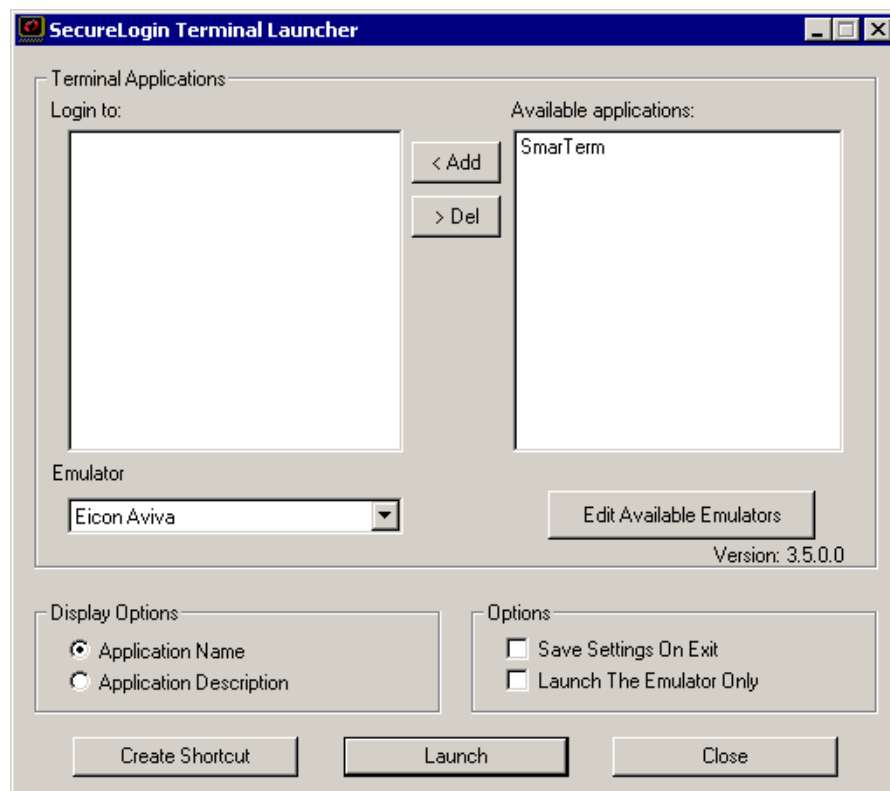 SecureLogin Terminal Launcher
Terminal Applications
Login to:
Available applications:
< Add
SmarTerm
> Del
Emulator
Eicon Aviva
Edit Available Emulators
Version: 3.5.0.0
Display Options
Application Name
Application Description
Options
Save Settings On Exit
Launch The Emulator Only
Create Shortcut
Launch
Close